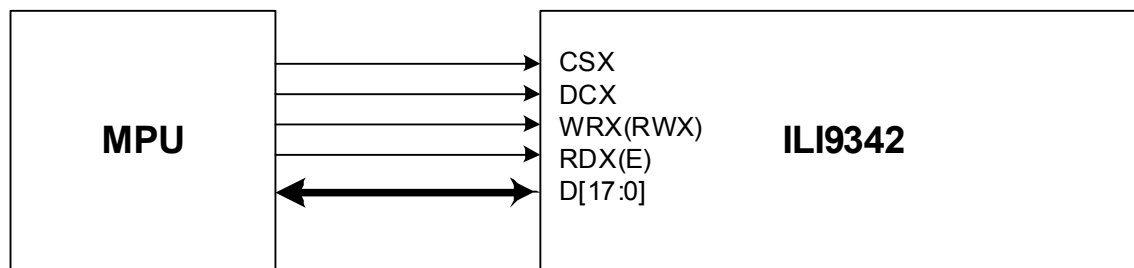 MPU
CSX
DCX
WRX(RWX)
RDX(E)
D[17:0]
ILI9342